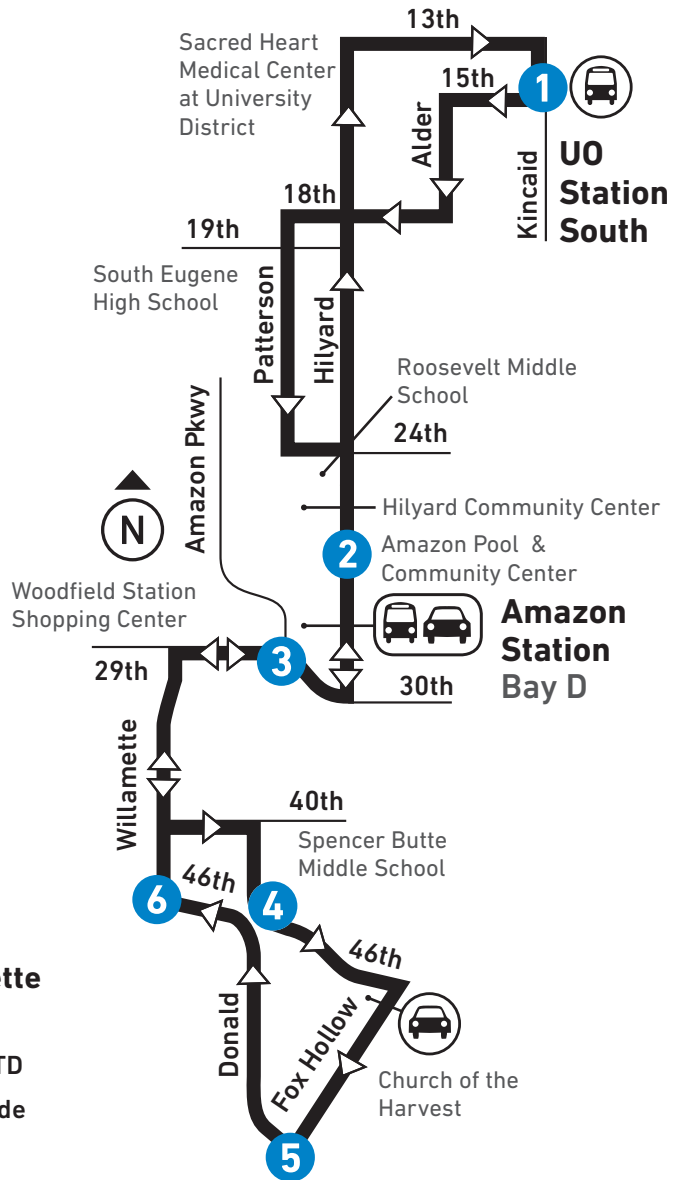 13th
Sacred Heart
Medical Center
at University
District
15th
1
Alder
Kincaid
UO
Station
South
18th
19th
South Eugene
High School
Patterson
Hilyard
Roosevelt Middle
School
24th
Amazon Pkwy
N
Hilyard Community Center
2
Amazon Pool &
Community Center
Woodfield Station
Shopping Center
Amazon
Station
Bay D
3
29th
30th
Willamette
40th
Spencer Butte
Middle School
46th
6
4
46th
Donald
Fox Hollow
Church of the
Harvest
5
tte
TD
de